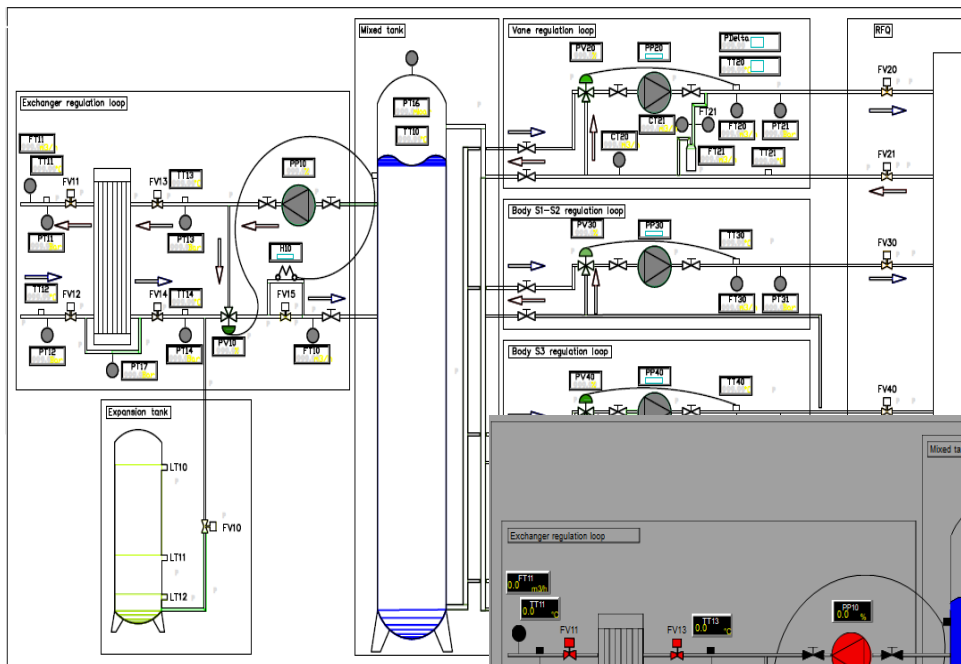 Mixed tank
Vane regulation loop
RFQ
PDelta
PV20
PP20
TT20
FV20
Exchanger regulation loop
PT16
TT10
CT21
FT21
FT20
PT21
CT20
FT21
TT21
FV21
FT11
TT11
FV11
FV13
TT13
PP10
PT11
PT13
H10
Body S1-S2 regulation loop
PV30
PP30
TT30
FV30
TT12
FV12
FV14
TT14
FV15
FT30
PT31
PT12
PT14
PV10
FT10
PT17
Body S3 regulation loop
PV40
PP40
TT40
FV40
Expansion tank
LT10
FV10
LT11
LT12
Mixed ta
Exchanger regulation loop
FT11
0.0 m3/h
TT11
0.0 °C
TT13
0.0 °C
PP10
0.0 %
FV11
FV13